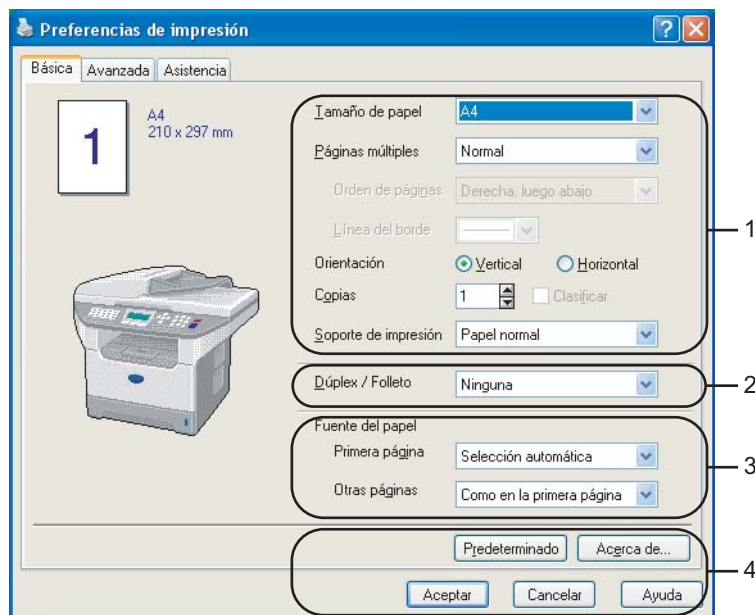 Preferencias de impresión
Básica Avanzada Asistencia
1
A4
210 x 297 mm
Tamaño de papel A4
Páginas múltiples Normal
Orden de páginas Derecha, luego abajo
Línea del borde
Orientación Vertical Horizontal
Copias 1 Clasificar
Soporte de impresión Papel normal
1
Dúplex / Folleto Ninguna
2
Fuente del papel
Primera página Selección automática
Otras páginas Como en la primera página
3
Predeterminado Acerca de...
Aceptar Cancelar Ayuda
4